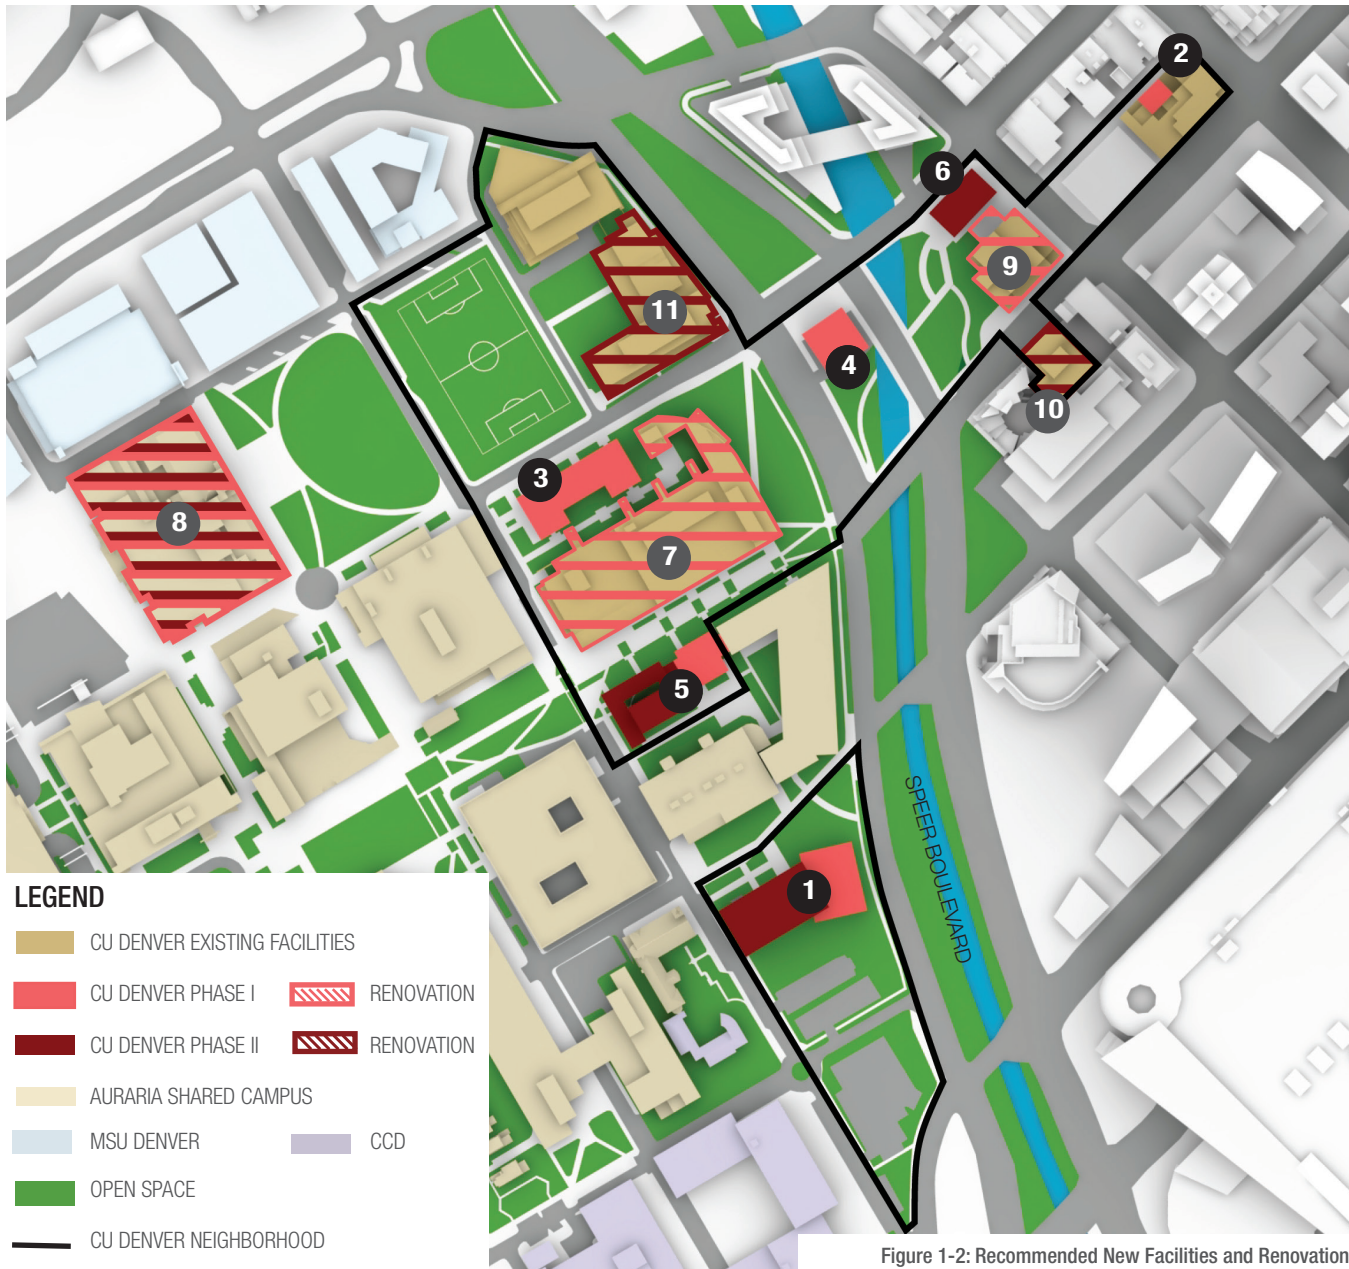 2
6
9
11
4
10
3
8
7
5
1
SPEER BOULEVARD
LEGEND
CU DENVER EXISTING FACILITIES
CU DENVER PHASE I
RENOVATION
CU DENVER PHASE II
RENOVATION
AURARIA SHARED CAMPUS
MSU DENVER
CCD
OPEN SPACE
CU DENVER NEIGHBORHOOD
Figure 1-2: Recommended New Facilities and Renovation